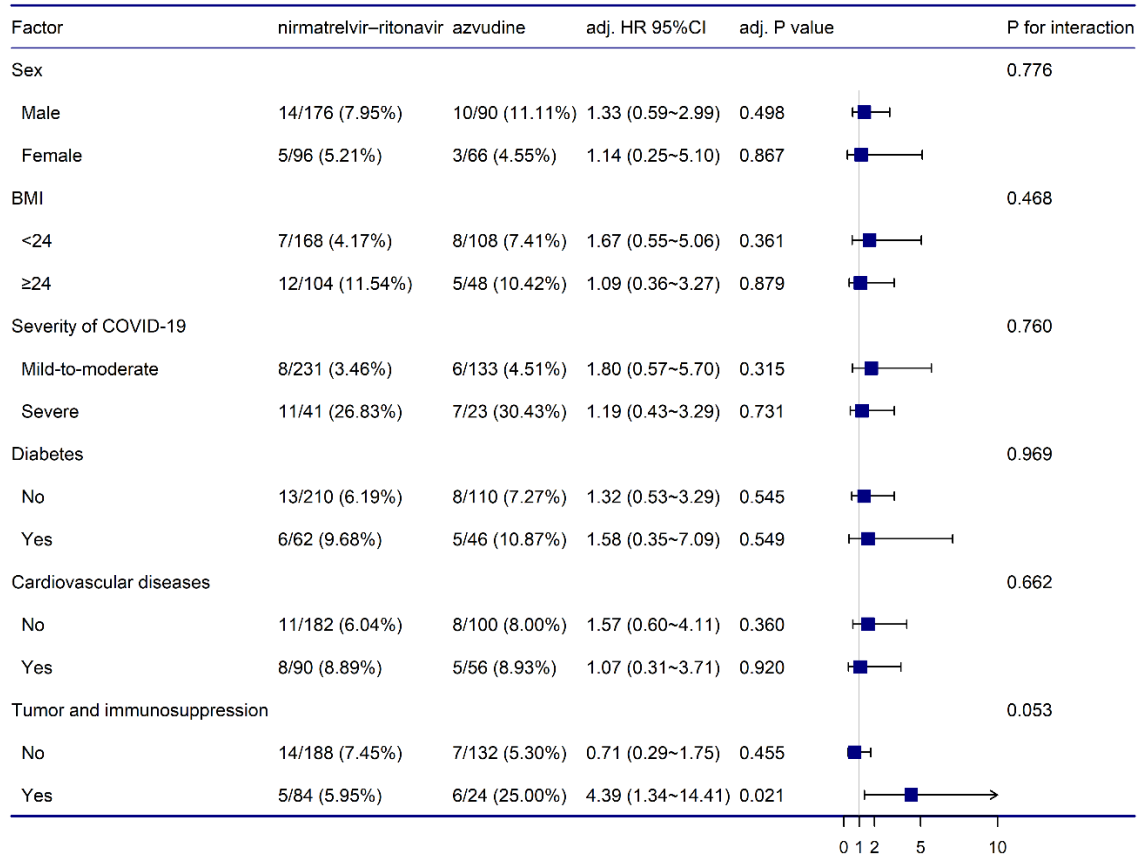 Factor nirmatrelvir–ritonavir azvudine adj. HR 95%CI adj. P value P for interaction
Sex 0.776
Male 14/176 (7.95%) 10/90 (11.11%) 1.33 (0.59~2.99) 0.498
Female 5/96 (5.21%) 3/66 (4.55%) 1.14 (0.25~5.10) 0.867
BMI 0.468
<24 7/168 (4.17%) 8/108 (7.41%) 1.67 (0.55~5.06) 0.361
≥24 12/104 (11.54%) 5/48 (10.42%) 1.09 (0.36~3.27) 0.879
Severity of COVID-19 0.760
Mild-to-moderate 8/231 (3.46%) 6/133 (4.51%) 1.80 (0.57~5.70) 0.315
Severe 11/41 (26.83%) 7/23 (30.43%) 1.19 (0.43~3.29) 0.731
Diabetes 0.969
No 13/210 (6.19%) 8/110 (7.27%) 1.32 (0.53~3.29) 0.545
Yes 6/62 (9.68%) 5/46 (10.87%) 1.58 (0.35~7.09) 0.549
Cardiovascular diseases 0.662
No 11/182 (6.04%) 8/100 (8.00%) 1.57 (0.60~4.11) 0.360
Yes 8/90 (8.89%) 5/56 (8.93%) 1.07 (0.31~3.71) 0.920
Tumor and immunosuppression 0.053
No 14/188 (7.45%) 7/132 (5.30%) 0.71 (0.29~1.75) 0.455
Yes 5/84 (5.95%) 6/24 (25.00%) 4.39 (1.34~14.41) 0.021
0 1 2 5 10